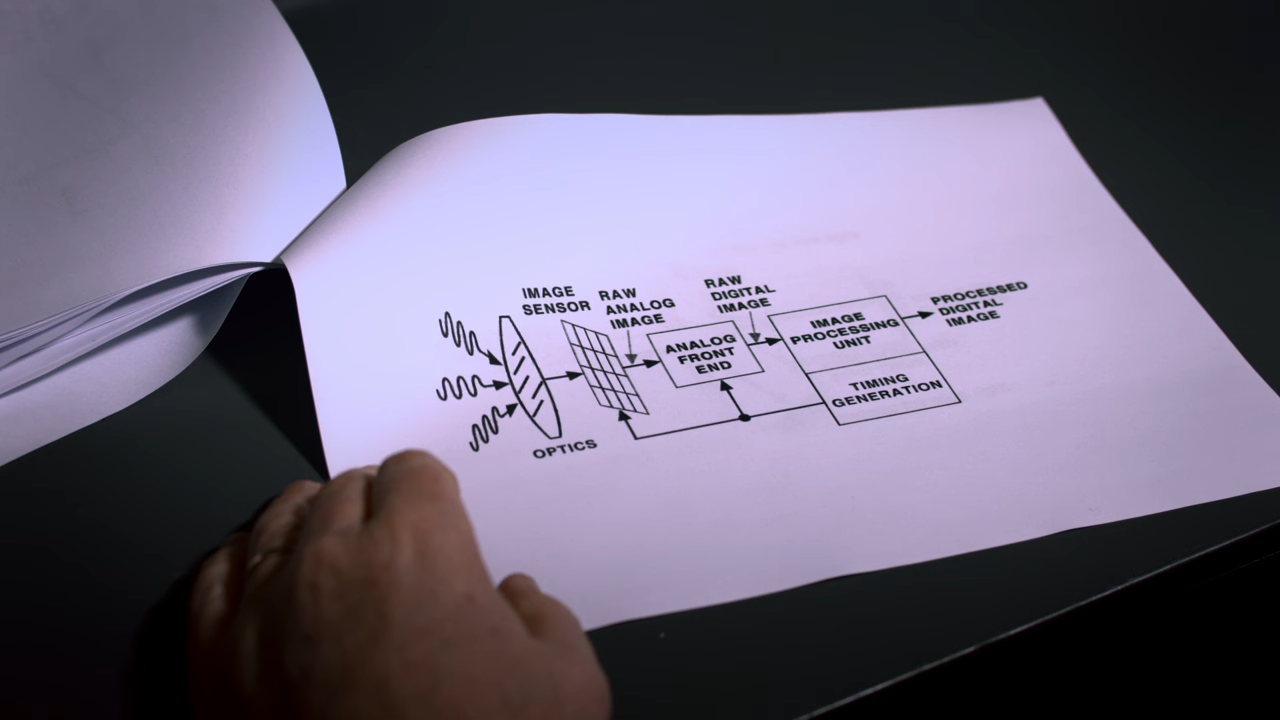 IMAGE
SENSOR
RAW
ANALOG
IMAGE
RAW
DIGITAL
IMAGE
ANALOG
FRONT
END
IMAGE
PROCESSING
UNIT
TIMING
GENERATION
PROCESSED
DIGITAL
IMAGE
OPTICS